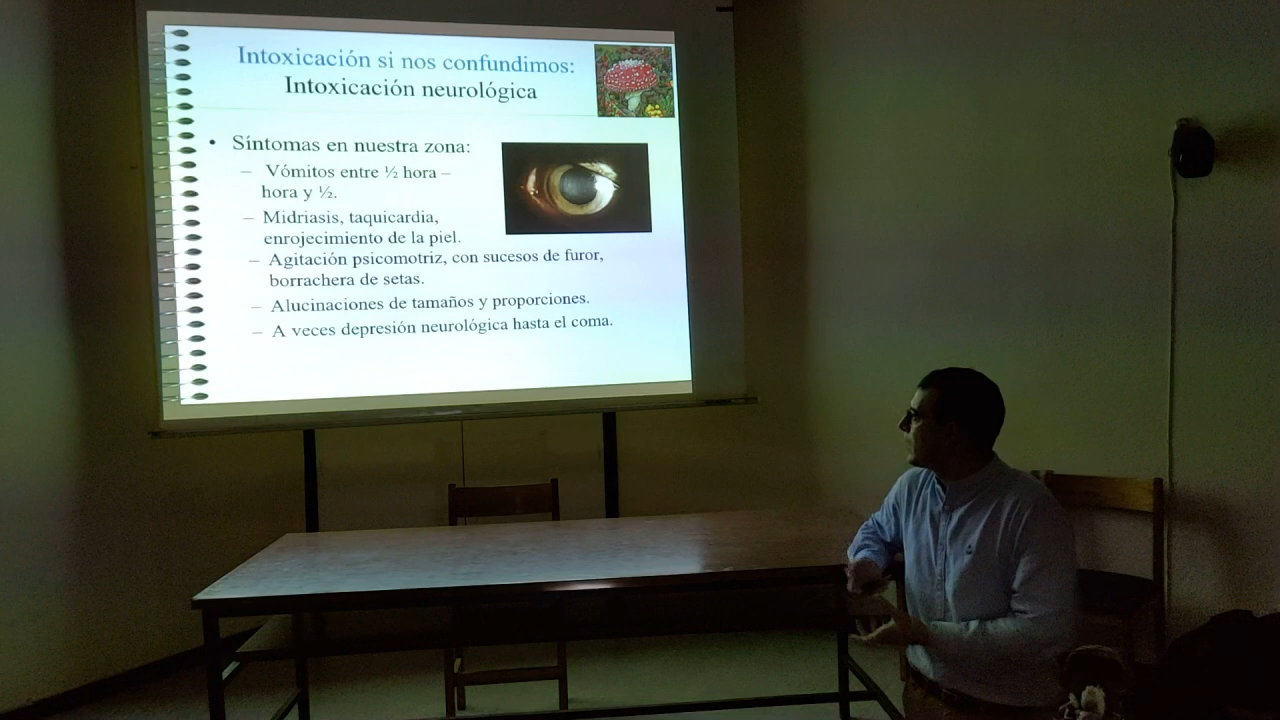 Intoxicación si nos confundimos:
Intoxicación neurológica
• Síntomas en nuestra zona:
– Vómitos entre ½ hora –
hora y ½.
– Midriasis, taquicardia,
enrojecimiento de la piel.
– Agitación psicomotriz, con sucesos de furor,
borrachera de setas.
– Alucinaciones de tamaños y proporciones.
– A veces depresión neurológica hasta el coma.